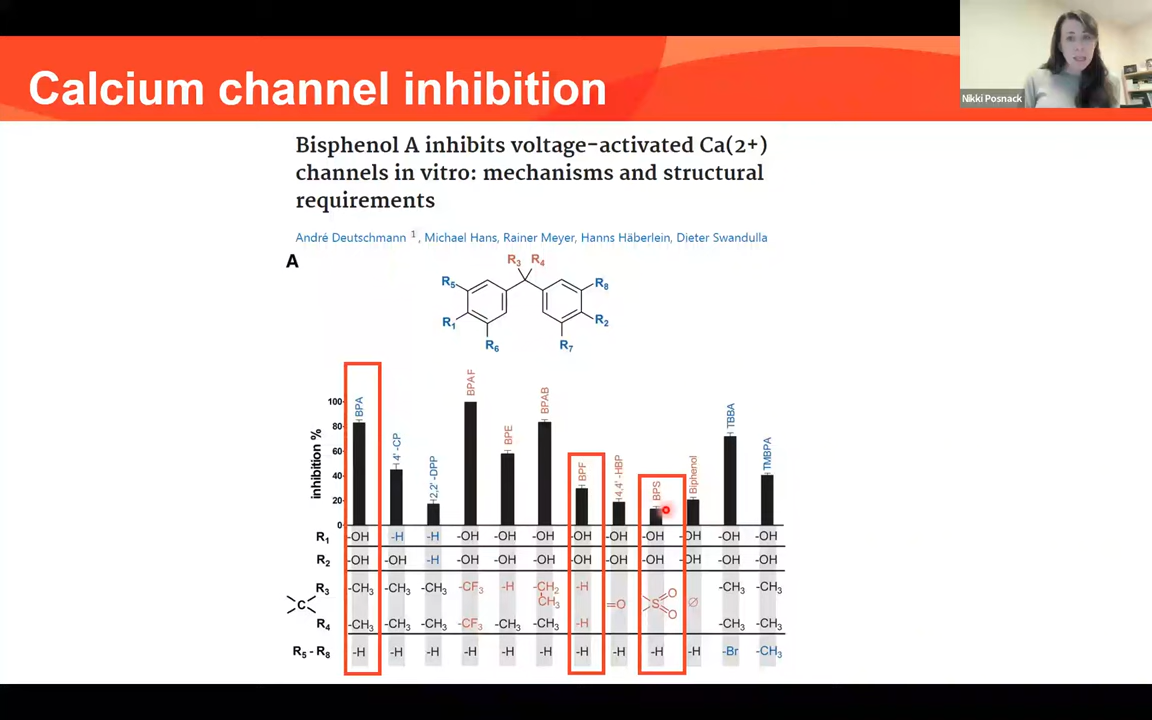 Nikki Posnack
Calcium channel inhibition
Bisphenol A inhibits voltage-activated Ca(2+)
channels in vitro: mechanisms and structural
requirements
André Deutschmann 1 , Michael Hans, Rainer Meyer, Hanns Häberlein, Dieter Swandulla
A
R3 R4
R5 R8
R1 R2
R6 R7
inhibition %
100
80
60
40
20
0
BPA 4'-CP 2,2'-DPP BPAF BPE BPAB BPF 4,4'-HBP BPS Biphenol TBBA TMBPA
R1 -OH -H -H -OH -OH -OH -OH -OH -OH -OH -OH -OH
R2 -OH -OH -H -OH -OH -OH -OH -OH -OH -OH -OH -OH
R3 -CH3 -CH3 -CH3 -CF3 -H -CH2 -H -CH3 -CH3
CH3
C =O S O O ∅
R4 -CH3 -CH3 -CH3 -CF3 -CH3 -CH3 -H -CH3 -CH3
R5 - R8 -H -H -H -H -H -H -H -H -H -H -Br -CH3